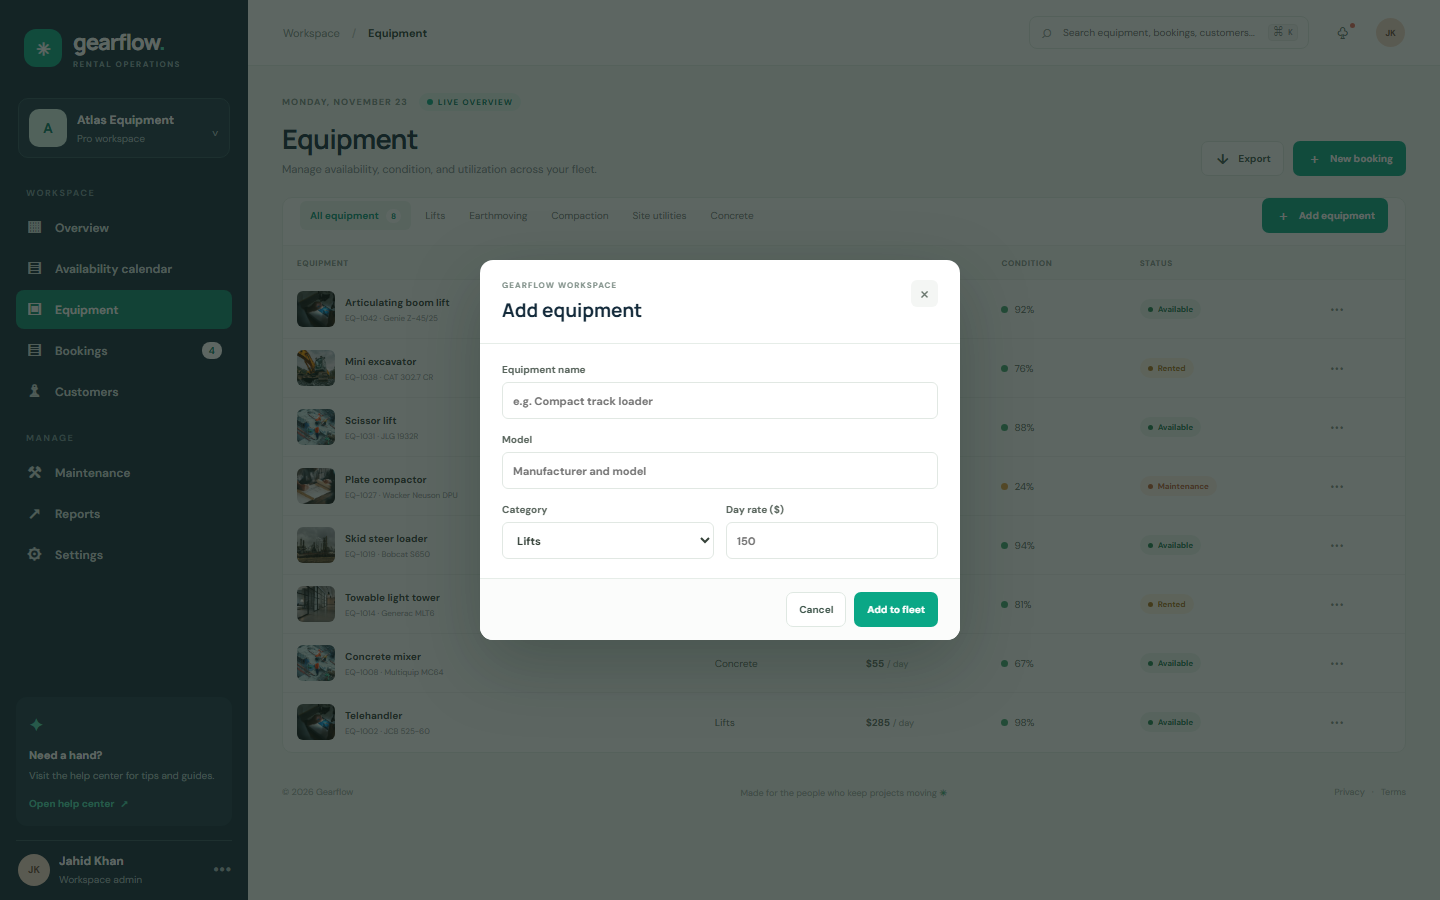 gearflow.
RENTAL OPERATIONS
A
Atlas Equipment
Pro workspace
WORKSPACE
Overview
Availability calendar
Equipment
Bookings 4
Customers
MANAGE
Maintenance
Reports
Settings
Need a hand?
Visit the help center for tips and guides.
Open help center ↗
JK
Jahid Khan
Workspace admin
Workspace / Equipment
Search equipment, bookings, customers... ⌘ K
JK
MONDAY, NOVEMBER 23
LIVE OVERVIEW
Equipment
Manage availability, condition, and utilization across your fleet.
Export
+ New booking
All equipment 8
Lifts
Earthmoving
Compaction
Site utilities
Concrete
+ Add equipment
EQUIPMENT
CONDITION
STATUS
Articulating boom lift
EQ-1042 · Genie Z-45/25
92%
Available
Mini excavator
EQ-1038 · CAT 303.7 CR
76%
Rented
Scissor lift
EQ-1031 · JLG 1932R
88%
Available
Plate compactor
EQ-1027 · Wacker Neuson DPU
24%
Maintenance
Skid steer loader
EQ-1019 · Bobcat S650
94%
Available
Towable light tower
EQ-1014 · Generac MLT6
81%
Rented
Concrete mixer
EQ-1008 · Multiquip MC64
Concrete
$55 / day
67%
Available
Telehandler
EQ-1002 · JCB 525-60
Lifts
$285 / day
98%
Available
GEARFLOW WORKSPACE
Add equipment
×
Equipment name
e.g. Compact track loader
Model
Manufacturer and model
Category
Lifts
Day rate ($)
150
Cancel
Add to fleet
© 2026 Gearflow
Made for the people who keep projects moving
Privacy
Terms